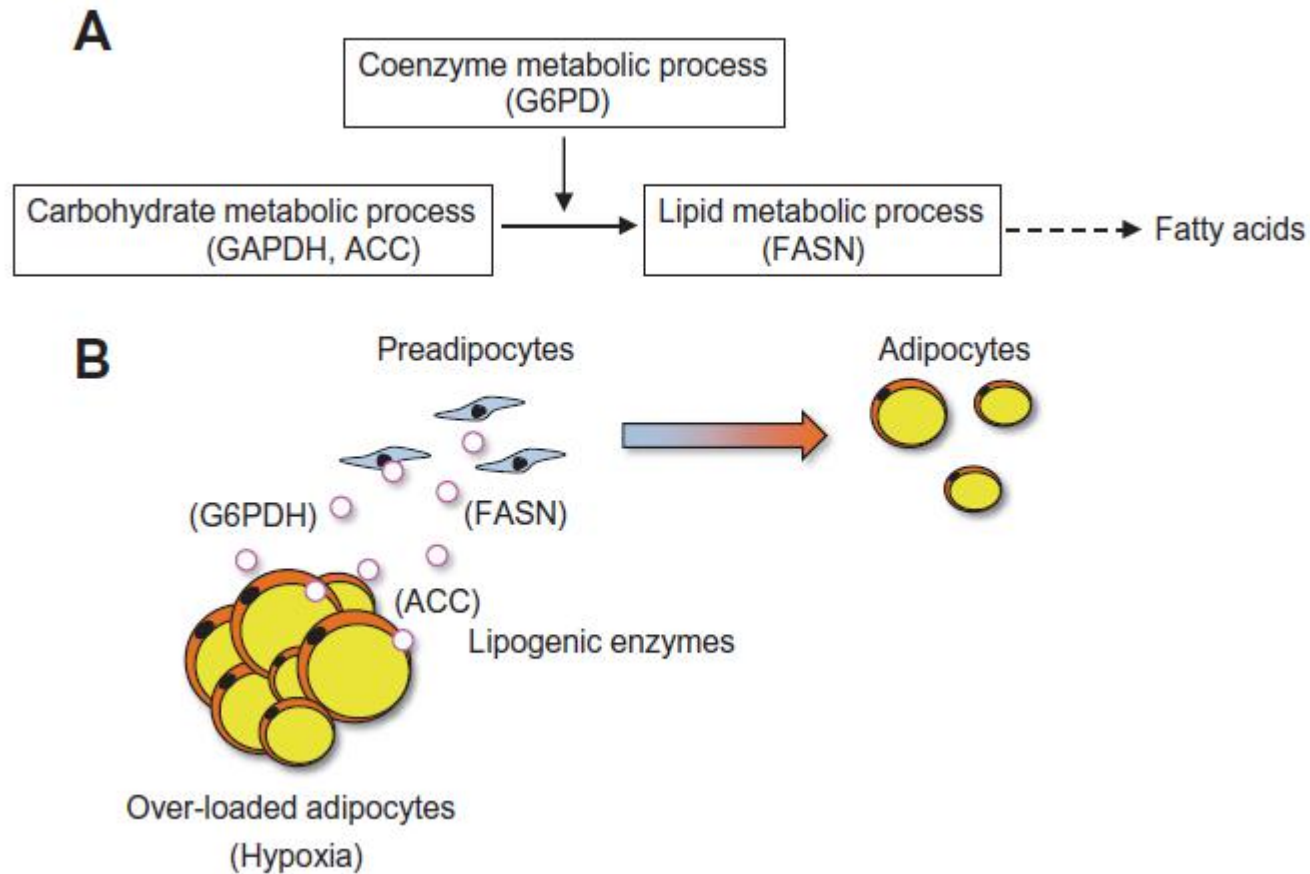 A
Coenzyme metabolic process
(G6PD)
Carbohydrate metabolic process
(GAPDH, ACC)
Lipid metabolic process
(FASN)
Fatty acids
B
Preadipocytes
Adipocytes
(G6PDH)
(FASN)
(ACC)
Lipogenic enzymes
Over-loaded adipocytes
(Hypoxia)